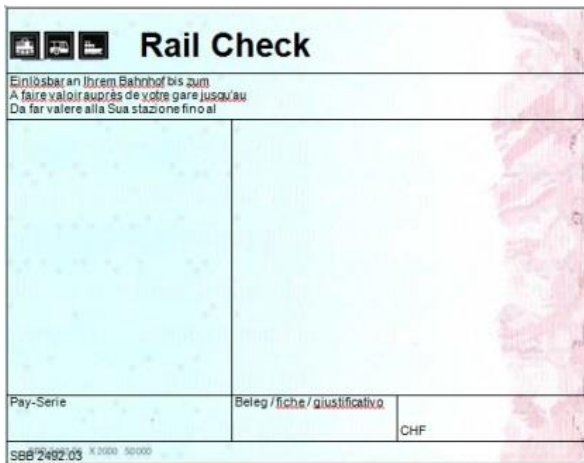 Rail Check
Einlösbar an Ihrem Bahnhof bis zum
A faire valoir auprès de votre gare jusqu'au
Da far valere alla Sua stazione fino al
Pay-Serie
Beleg / fiche / giustificativo
CHF
X 2000 50000
SBB 2492.03